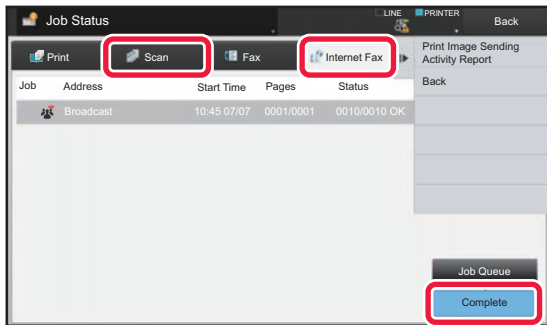 Job Status
LINE
PRINTER
Back
Print
Scan
Fax
Internet Fax
Print Image Sending
Activity Report
Job Address Start Time Pages Status
Back
Broadcast 10:45 07/07 0001/0001 0010/0010 OK
Job Queue
Complete